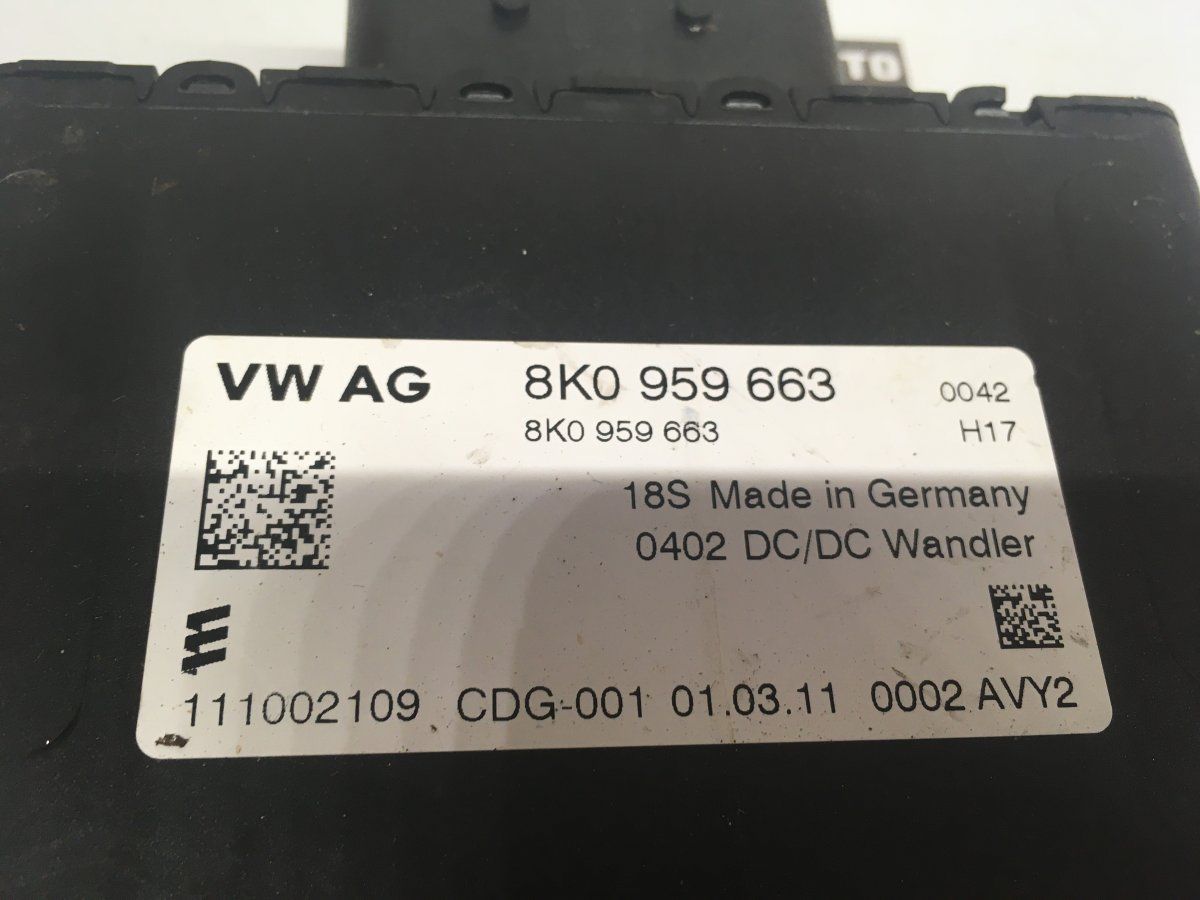 TO
VW AG 8K0 959 663 0042
8K0 959 663 H17
18S Made in Germany
0402 DC/DC Wandler
111002109 CDG-001 01.03.11 0002 AVY2